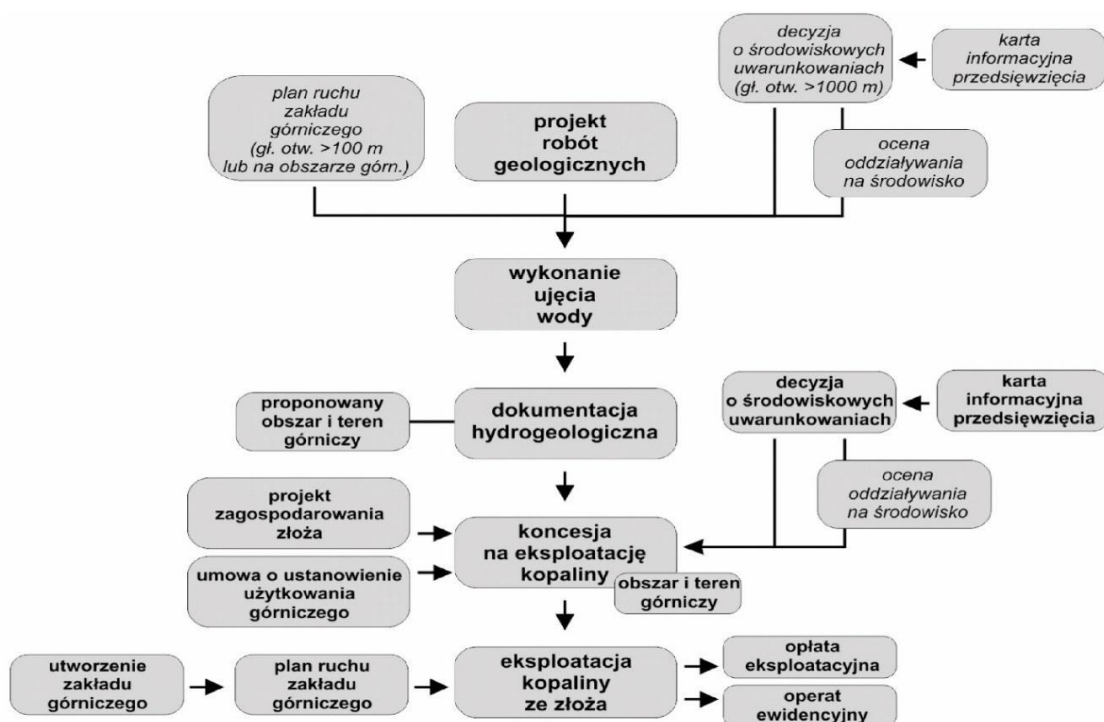 decyzja
o środowiskowych
uwarunkowaniach
(gł. otw. >1000 m)
karta
informacyjna
przedsięwzięcia
plan ruchu
zakładu
górniczego
(gł. otw. >100 m
lub na obszarze górn.)
projekt
robót
geologicznych
ocena
oddziaływania
na środowisko
wykonanie
ujęcia
wody
proponowany
obszar i teren
górniczy
dokumentacja
hydrogeologiczna
decyzja
o środowiskowych
uwarunkowaniach
karta
informacyjna
przedsięwzięcia
ocena
oddziaływania
na środowisko
projekt
zagospodarowania
złoża
umowa o ustanowienie
użytkowania
górniczego
koncesja
na eksploatację
kopaliny
obszar i teren
górniczy
utworzenie
zakładu
górniczego
plan ruchu
zakładu
górniczego
eksploatacja
kopaliny
ze złoża
opłata
eksploatacyjna
operat
ewidencyjny